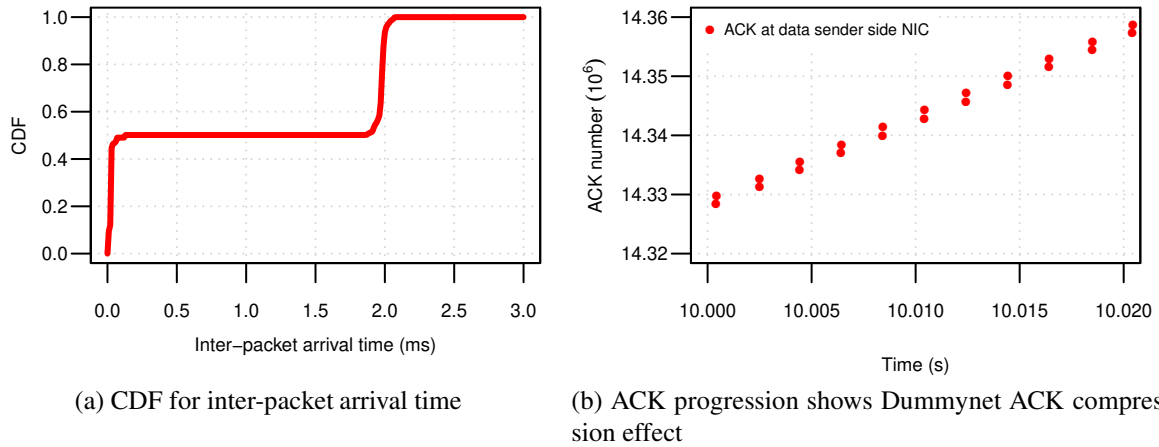 CDF
1.0
0.8
0.6
0.4
0.2
0.0
0.0 0.5 1.0 1.5 2.0 2.5 3.0
Inter−packet arrival time (ms)
(a) CDF for inter-packet arrival time
ACK number (10⁶)
14.36
14.35
14.34
14.33
14.32
ACK at data sender side NIC
10.000 10.005 10.010 10.015 10.020
Time (s)
(b) ACK progression shows Dummynet ACK compres
sion effect